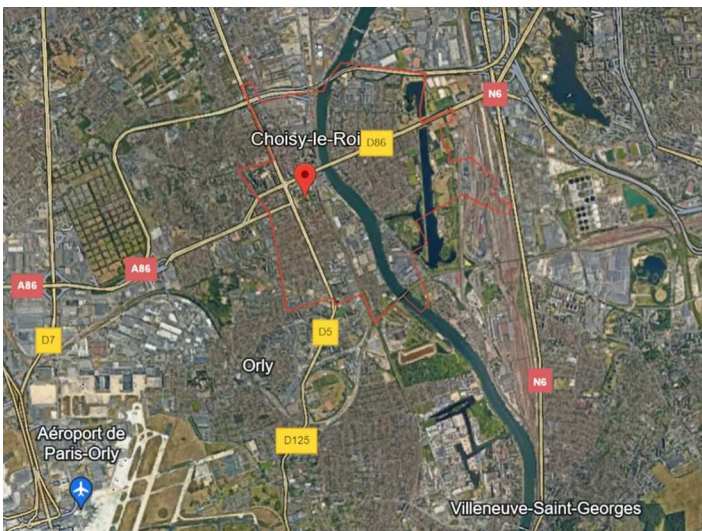 N6
Choisy-le-Roi
D86
A86
A86
D7
D5
Orly
N6
D125
Aéroport de
Paris-Orly
Villeneuve-Saint-Georges